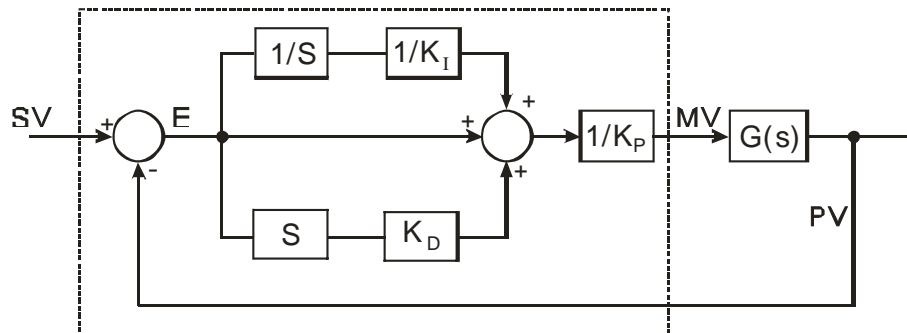 1/S
1/K_I
SV
+
E
+
+
1/K_P
MV
G(s)
-
+
S
K_D
PV